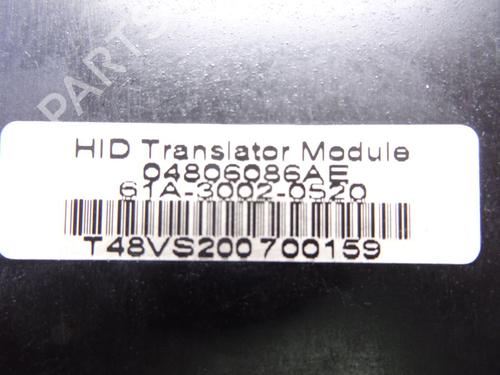 HID Translator Module
04806086AE
61A-3002-0520
T48VS200700159